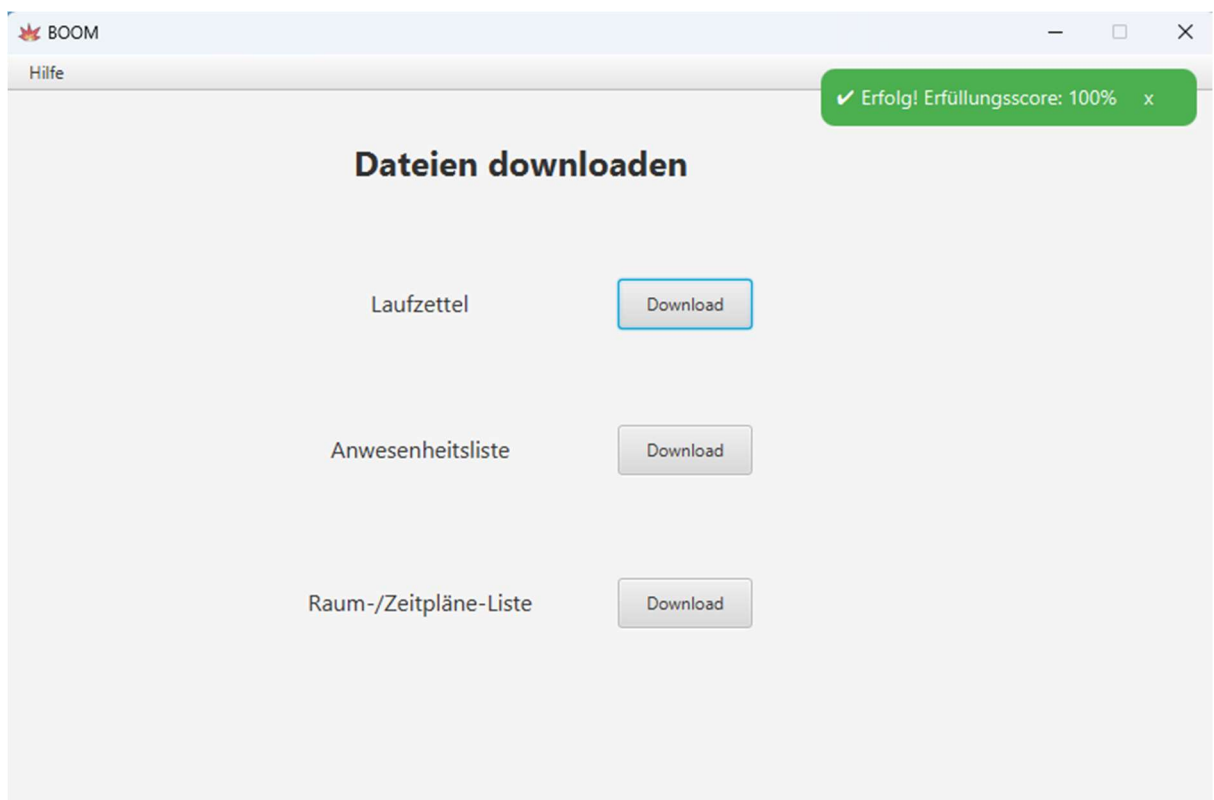 BOOM
Hilfe
✔ Erfolg! Erfüllungsscore: 100% x
Dateien downloaden
Laufzettel Download
Anwesenheitsliste Download
Raum-/Zeitpläne-Liste Download